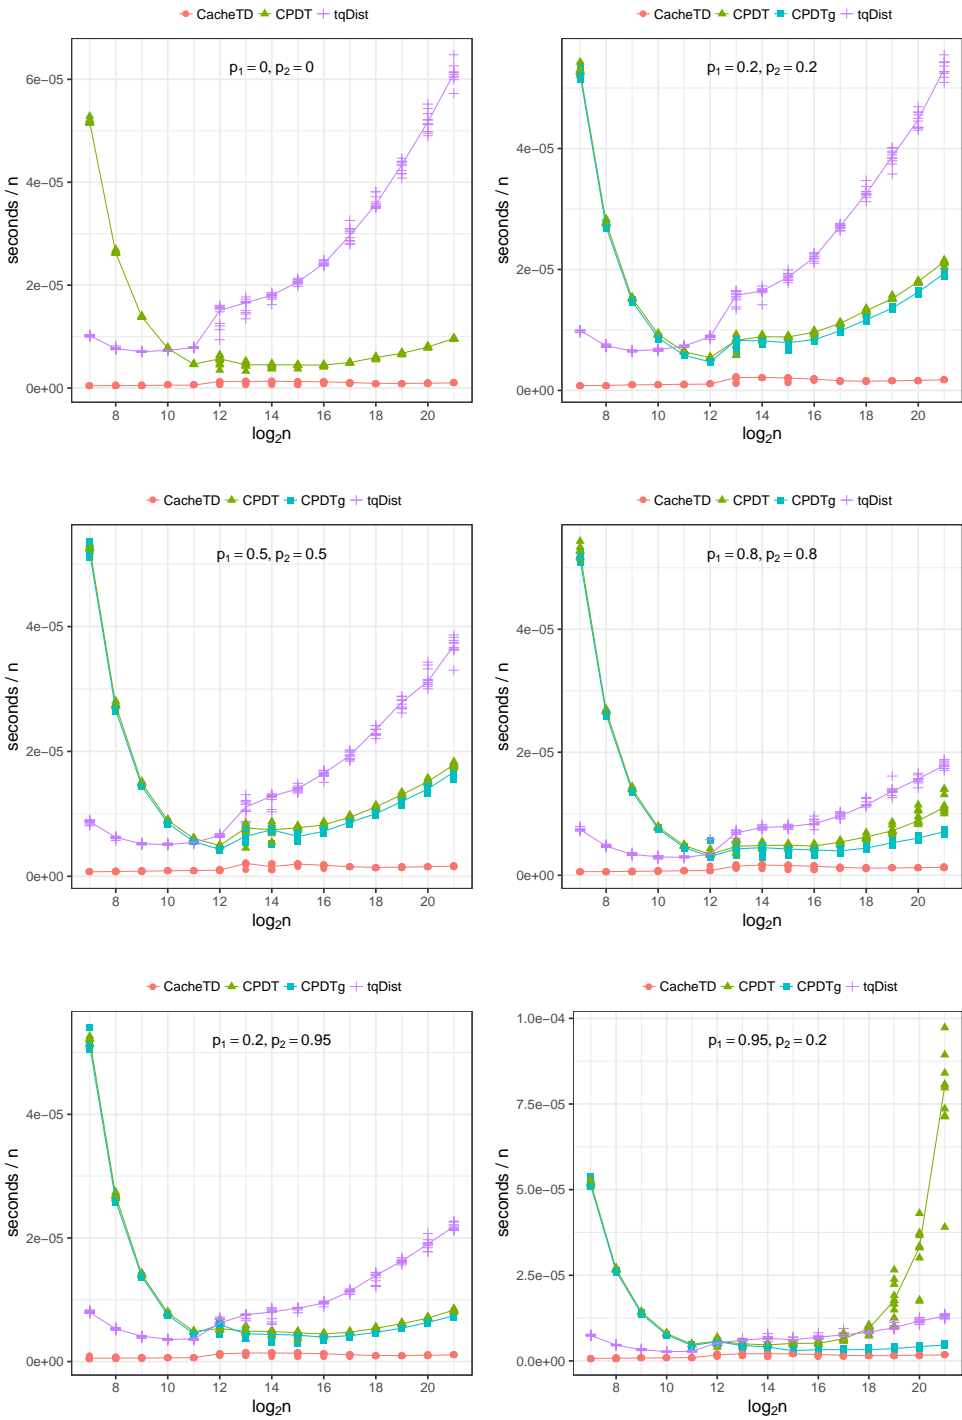 CacheTD CPDT tqDist
p1 = 0, p2 = 0
6e−05
4e−05
2e−05
0e+00
seconds / n
8 10 12 14 16 18 20
log2n
CacheTD CPDT CPDTg tqDist
p1 = 0.2, p2 = 0.2
4e−05
2e−05
0e+00
seconds / n
8 10 12 14 16 18 20
log2n
CacheTD CPDT CPDTg tqDist
p1 = 0.5, p2 = 0.5
4e−05
2e−05
0e+00
seconds / n
8 10 12 14 16 18 20
log2n
CacheTD CPDT CPDTg tqDist
p1 = 0.8, p2 = 0.8
4e−05
2e−05
0e+00
seconds / n
8 10 12 14 16 18 20
log2n
CacheTD CPDT CPDTg tqDist
p1 = 0.2, p2 = 0.95
4e−05
2e−05
0e+00
seconds / n
8 10 12 14 16 18 20
log2n
CacheTD CPDT CPDTg tqDist
p1 = 0.95, p2 = 0.2
1.0e−04
7.5e−05
5.0e−05
2.5e−05
0.0e+00
seconds / n
8 10 12 14 16 18 20
log2n